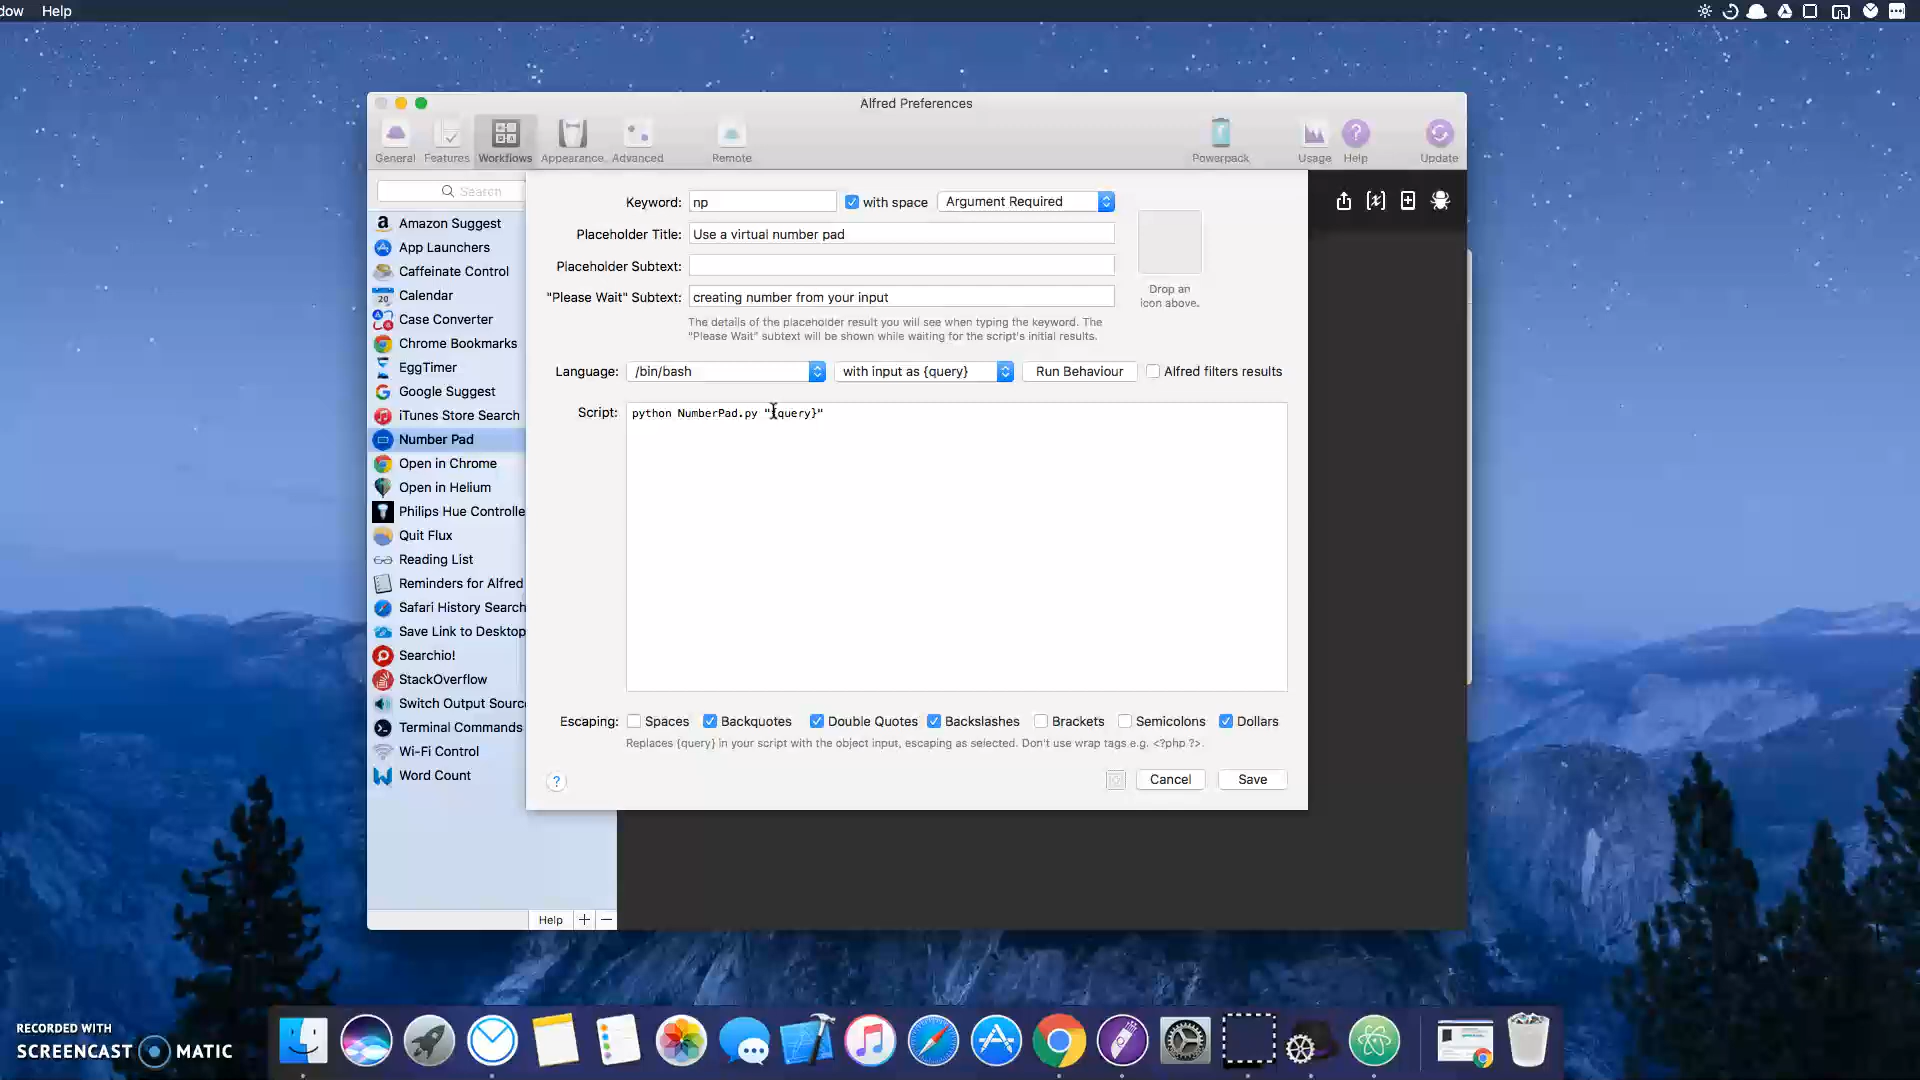 dow Help
Alfred Preferences
General Features Workflows Appearance Advanced Remote Powerpack Usage Help Update
Search
Amazon Suggest
App Launchers
Caffeinate Control
20 Calendar
Case Converter
Chrome Bookmarks
EggTimer
Google Suggest
iTunes Store Search
Number Pad
Open in Chrome
Open in Helium
Philips Hue Controlle
Quit Flux
Reading List
Reminders for Alfred
Safari History Search
Save Link to Desktop
Searchio!
StackOverflow
Switch Output Sourc
Terminal Commands
Wi-Fi Control
Word Count
Help + −
Keyword: np with space Argument Required
Placeholder Title: Use a virtual number pad
Placeholder Subtext:
"Please Wait" Subtext: creating number from your input
Drop an
icon above.
The details of the placeholder result you will see when typing the keyword. The
"Please Wait" subtext will be shown while waiting for the script's initial results.
Language: /bin/bash with input as {query} Run Behaviour Alfred filters results
Script: python NumberPad.py "{query}"
Escaping: Spaces Backquotes Double Quotes Backslashes Brackets Semicolons Dollars
Replaces {query} in your script with the object input, escaping as selected. Don't use wrap tags e.g. <?php ?>.
? Cancel Save
RECORDED WITH
SCREENCAST MATIC